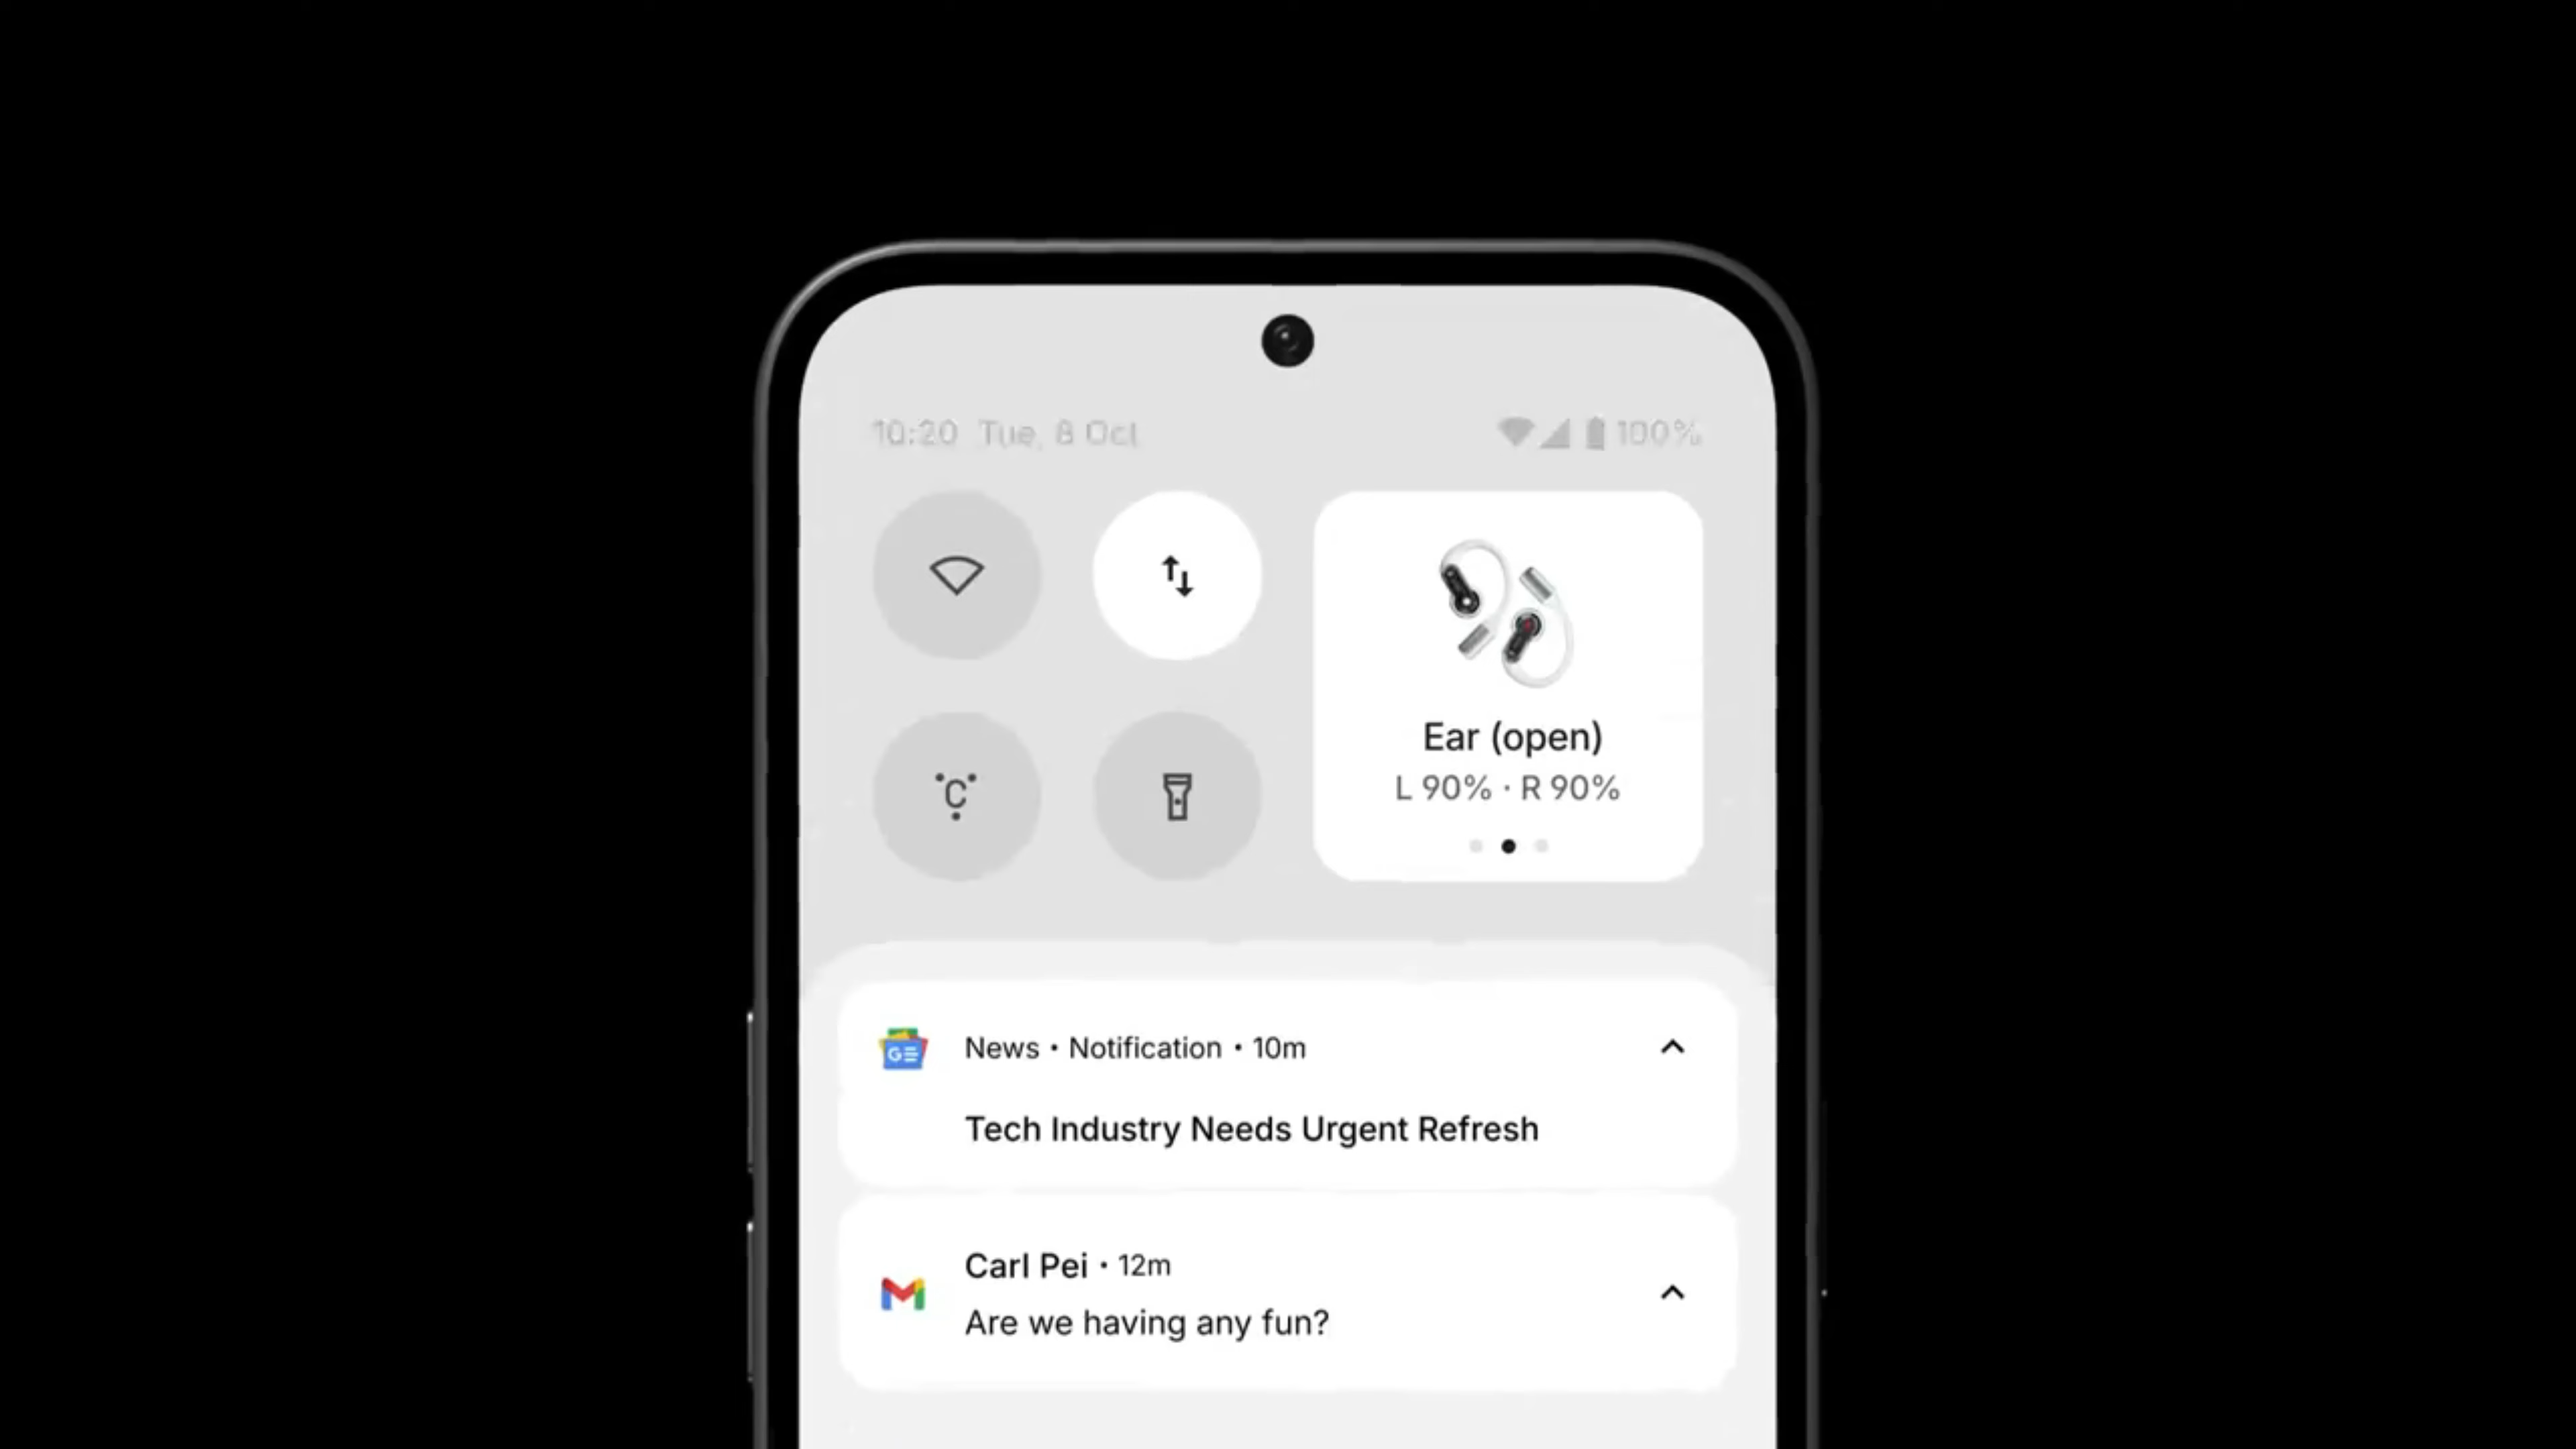 10:20 Tue, 8 Oct 100%
C
Ear (open)
L 90% · R 90%
GE
News • Notification • 10m
Tech Industry Needs Urgent Refresh
Carl Pei • 12m
Are we having any fun?